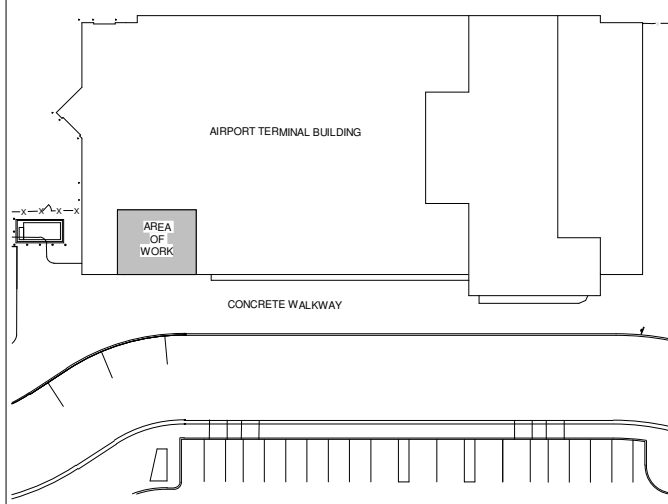 AIRPORT TERMINAL BUILDING
AREA
OF
WORK
CONCRETE WALKWAY